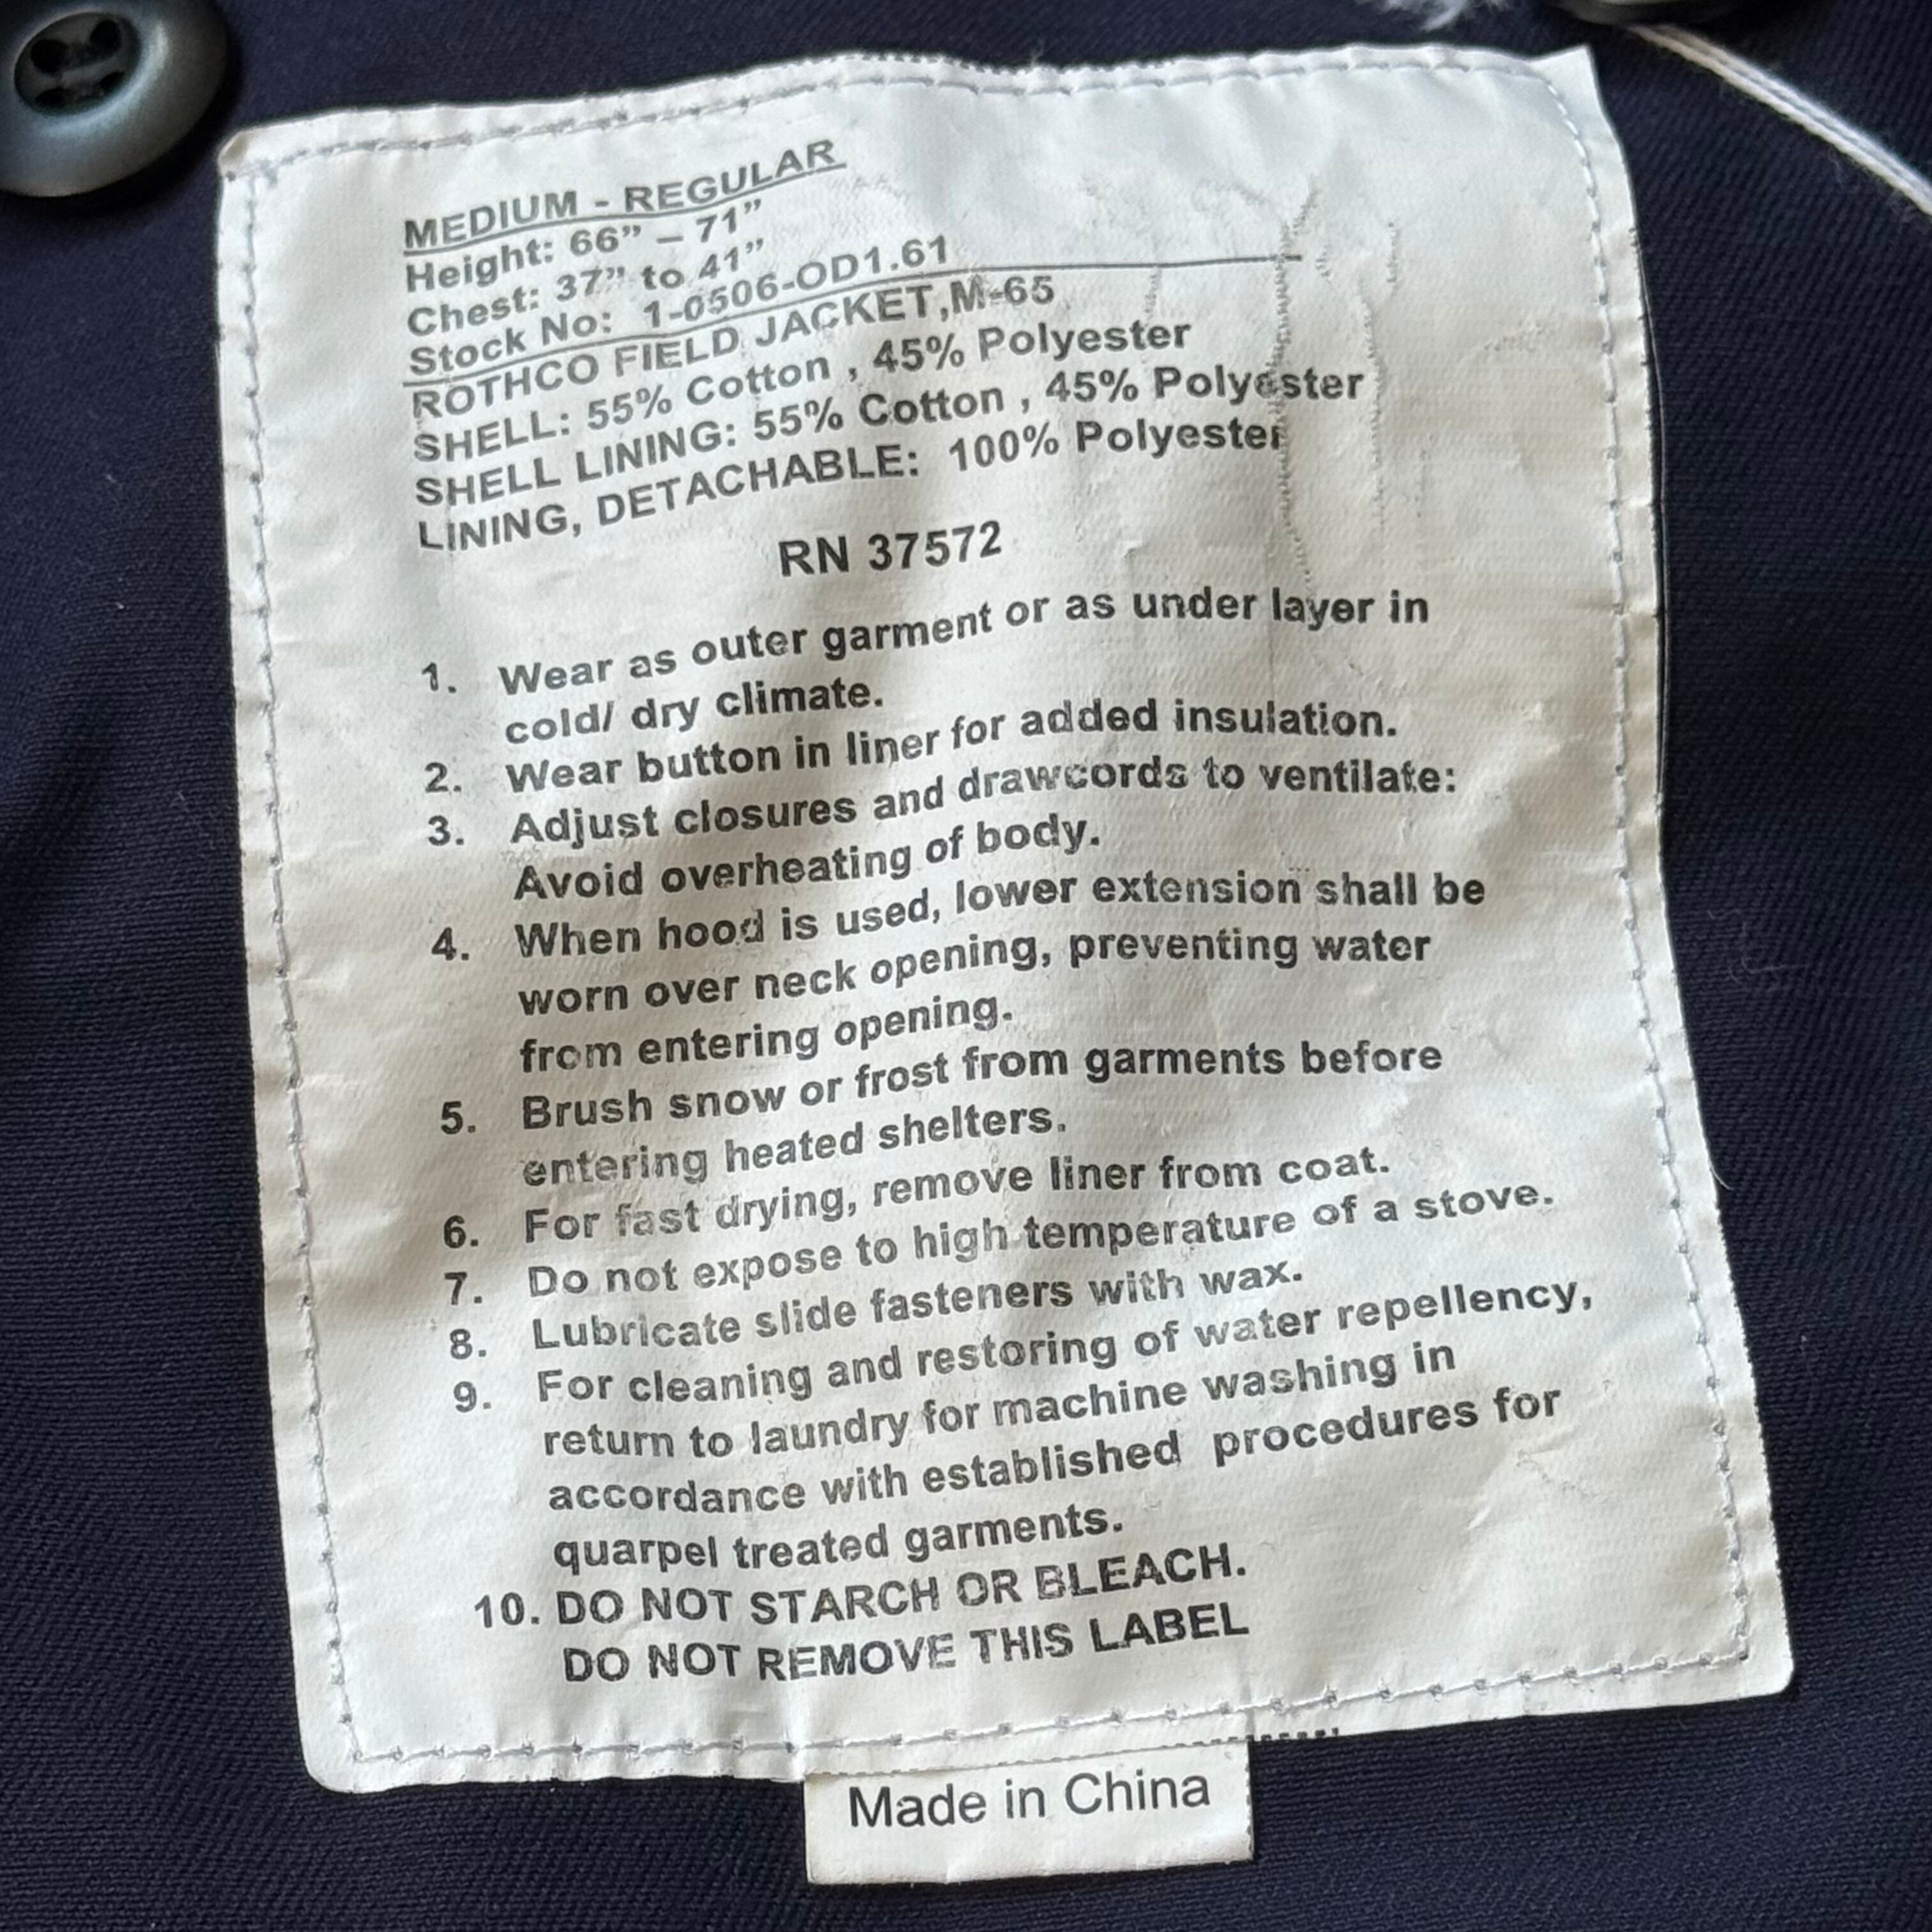 MEDIUM - REGULAR
Height: 66” – 71”
Chest: 37” to 41”
Stock No: 1-0506-OD1.61
ROTHCO FIELD JACKET,M-65
SHELL: 55% Cotton , 45% Polyester
SHELL LINING: 55% Cotton , 45% Polyester
LINING, DETACHABLE: 100% Polyester
RN 37572
1. Wear as outer garment or as under layer in
cold/ dry climate.
2. Wear button in liner for added insulation.
3. Adjust closures and drawcords to ventilate:
Avoid overheating of body.
4. When hood is used, lower extension shall be
worn over neck opening, preventing water
from entering opening.
5. Brush snow or frost from garments before
entering heated shelters.
6. For fast drying, remove liner from coat.
7. Do not expose to high temperature of a stove.
8. Lubricate slide fasteners with wax.
9. For cleaning and restoring of water repellency,
return to laundry for machine washing in
accordance with established procedures for
quarpel treated garments.
10. DO NOT STARCH OR BLEACH.
DO NOT REMOVE THIS LABEL
Made in China